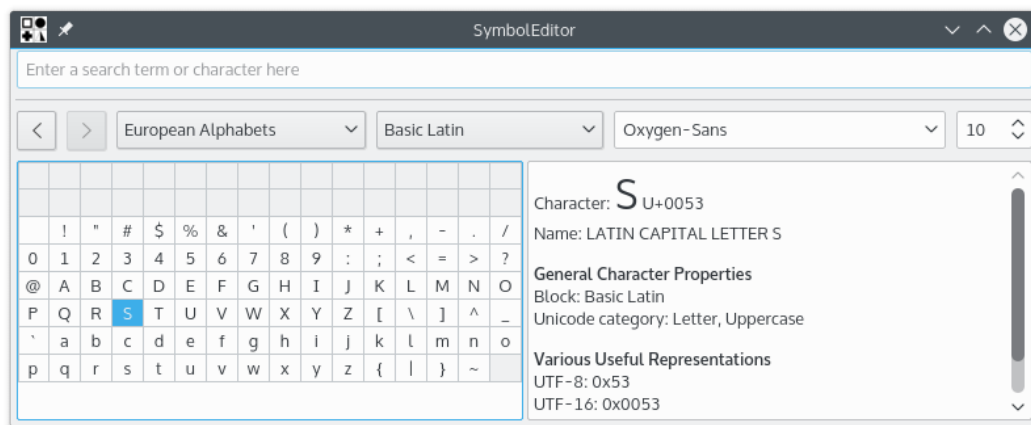 SymbolEditor
Enter a search term or character here
European Alphabets Basic Latin Oxygen-Sans 10
! " # $ % & ' ( ) * + , - . /
0 1 2 3 4 5 6 7 8 9 : ; < = > ?
@ A B C D E F G H I J K L M N O
P Q R S T U V W X Y Z [ \ ] ^ _
` a b c d e f g h i j k l m n o
p q r s t u v w x y z { | } ~
Character: S U+0053
Name: LATIN CAPITAL LETTER S
General Character Properties
Block: Basic Latin
Unicode category: Letter, Uppercase
Various Useful Representations
UTF-8: 0x53
UTF-16: 0x0053